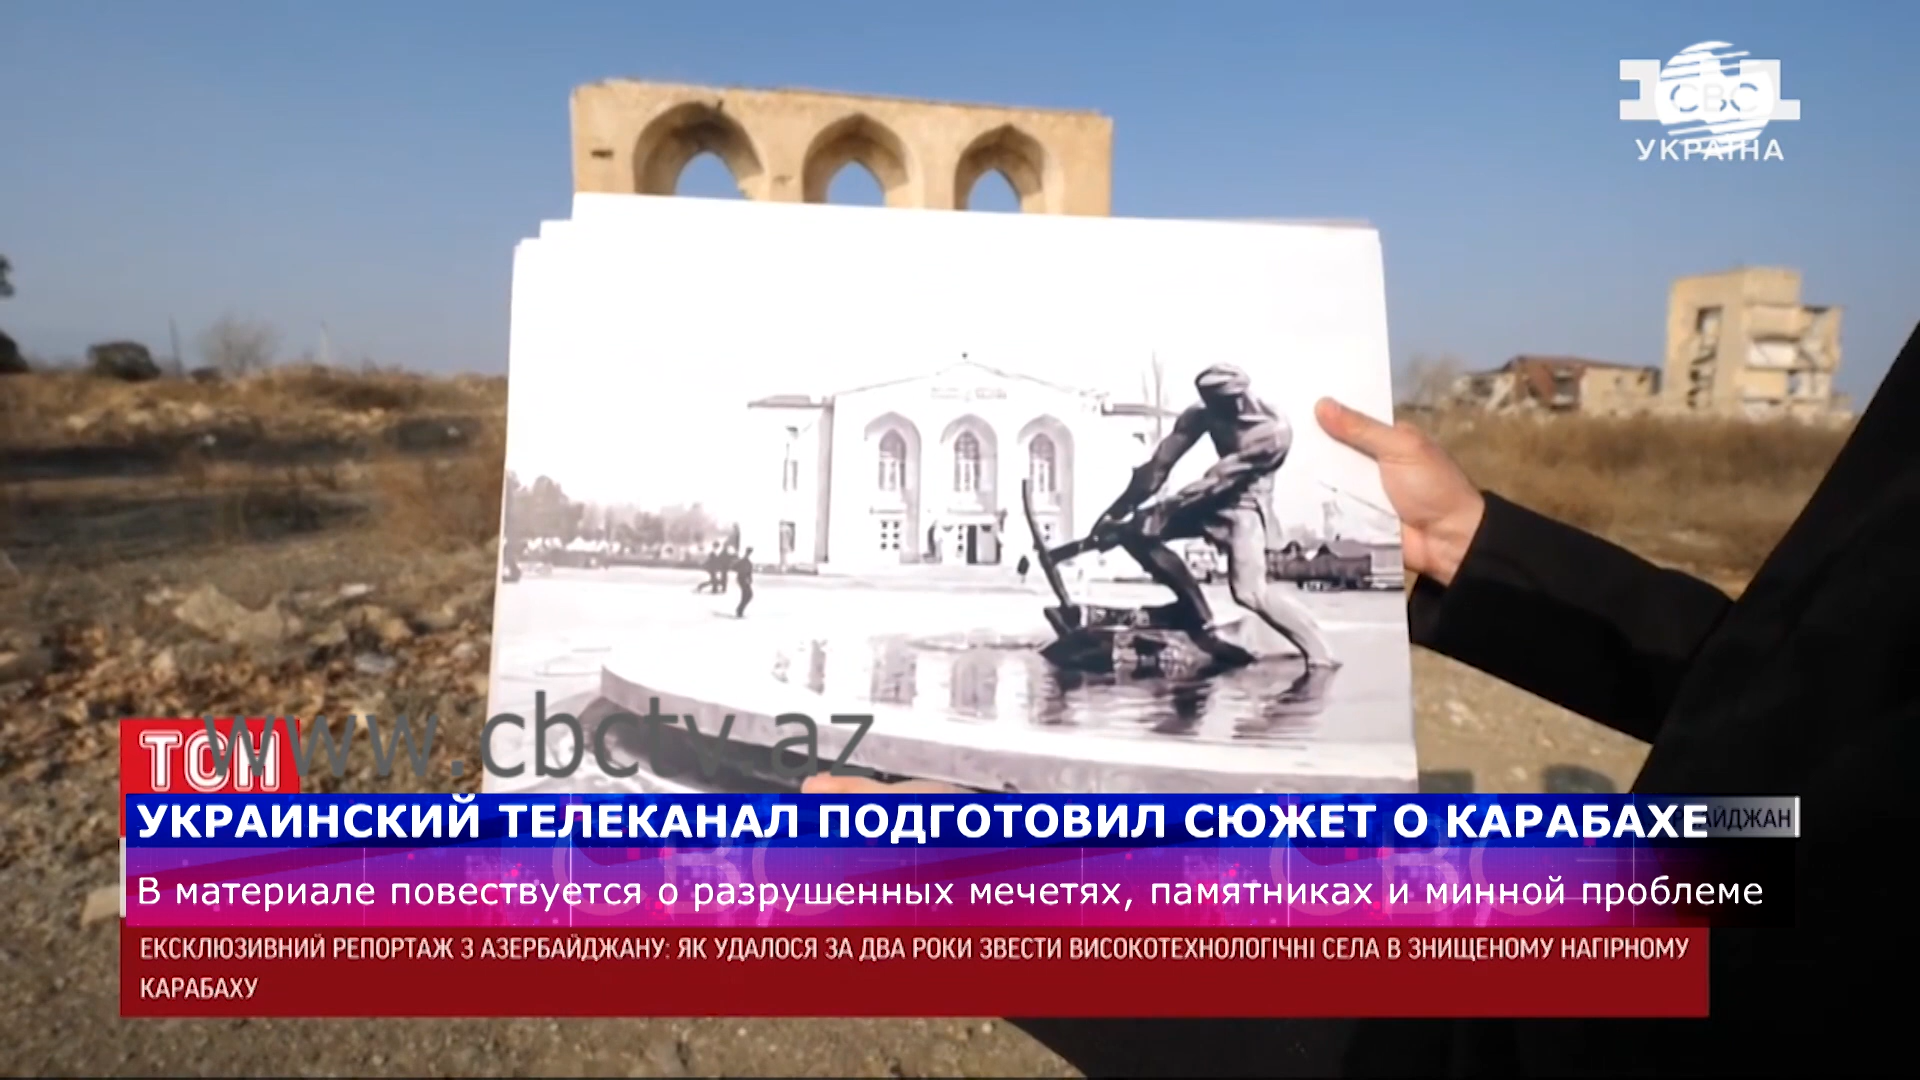 CBC
УКРАЇНА
www.cbctv.az
ТСН
УКРАИНСКИЙ ТЕЛЕКАНАЛ ПОДГОТОВИЛ СЮЖЕТ О КАРАБАХЕ
В материале повествуется о разрушенных мечетях, памятниках и минной проблеме
ЕКСКЛЮЗИВНИЙ РЕПОРТАЖ З АЗЕРБАЙДЖАНУ: ЯК УДАЛОСЯ ЗА ДВА РОКИ ЗВЕСТИ ВИСОКОТЕХНОЛОГІЧНІ СЕЛА В ЗНИЩЕНОМУ НАГІРНОМУ
КАРАБАХУ